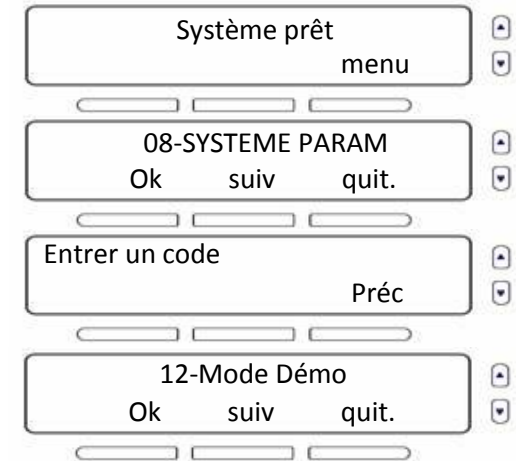 Système prêt
menu
08-SYSTEME PARAM
Ok suiv quit.
Entrer un code
Préc
12-Mode Démo
Ok suiv quit.